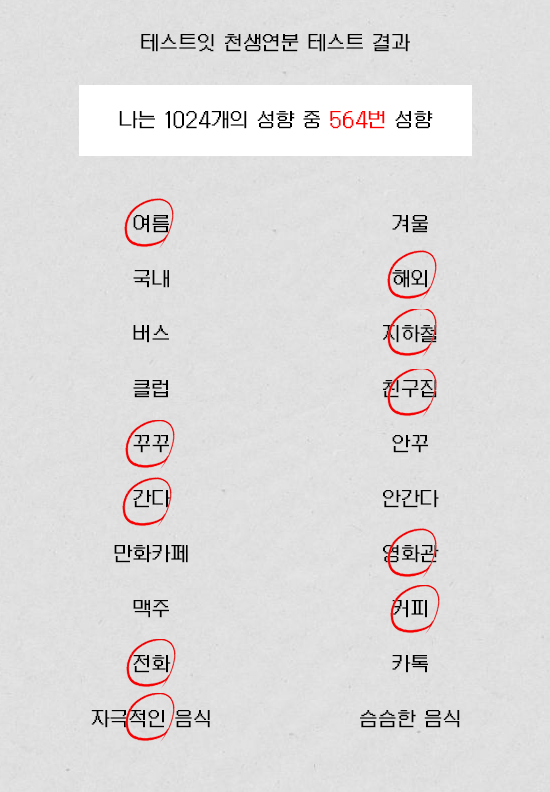 테스트잇 천생연분 테스트 결과
나는 1024개의 성향 중 564번 성향
여름 겨울
국내 해외
버스 지하철
클럽 친구집
꾸꾸 안꾸
간다 안간다
만화카페 영화관
맥주 커피
전화 카톡
자극적인 음식 슴슴한 음식